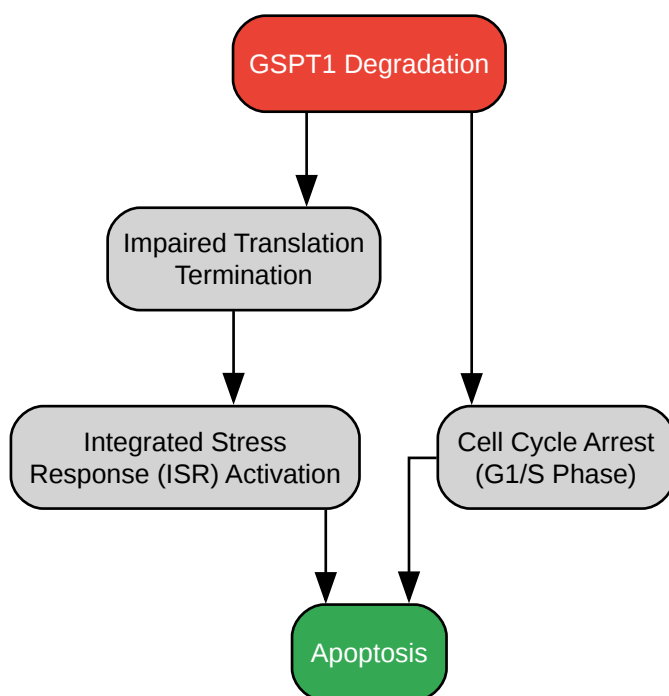 GSPT1 Degradation
Impaired Translation
Termination
Integrated Stress
Response (ISR) Activation
Cell Cycle Arrest
(G1/S Phase)
Apoptosis